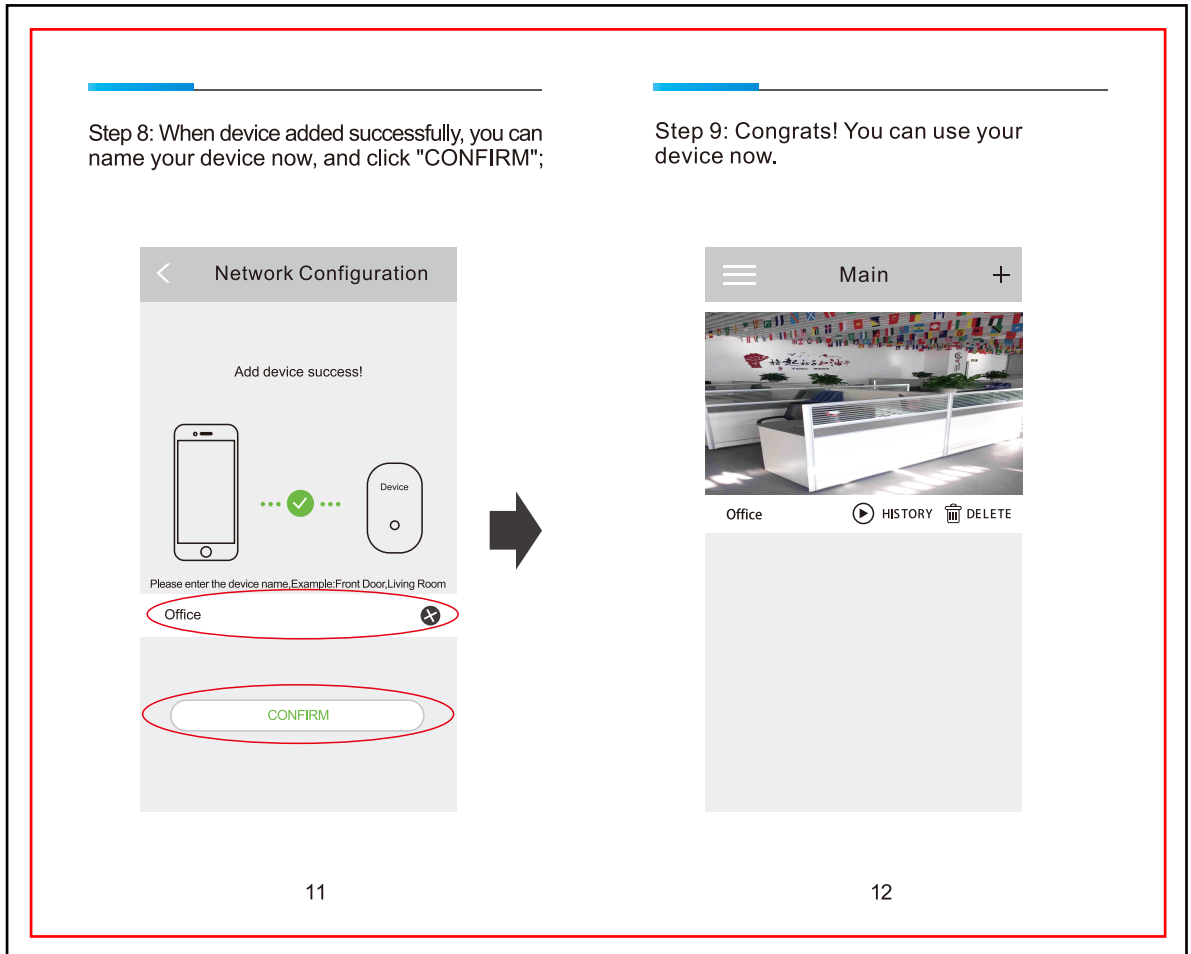 Step 8: When device added successfully, you can
name your device now, and click "CONFIRM";
Network Configuration
Add device success!
Device
Please enter the device name,Example:Front Door,Living Room
Office
CONFIRM
11
Step 9: Congrats! You can use your
device now.
Main
Office
HISTORY
DELETE
12